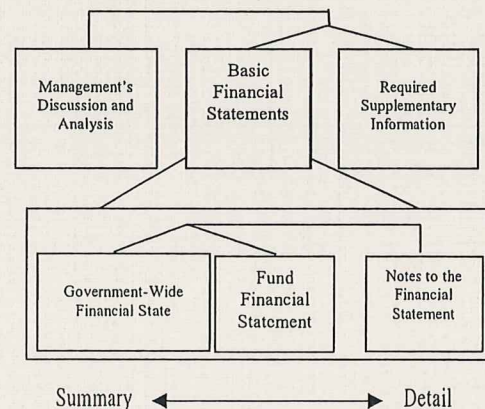 Management's
Discussion and
Analysis
Basic
Financial
Statements
Required
Supplementary
Information
Government-Wide
Financial State
Fund
Financial
Statement
Notes to the
Financial
Statement
Summary
Detail